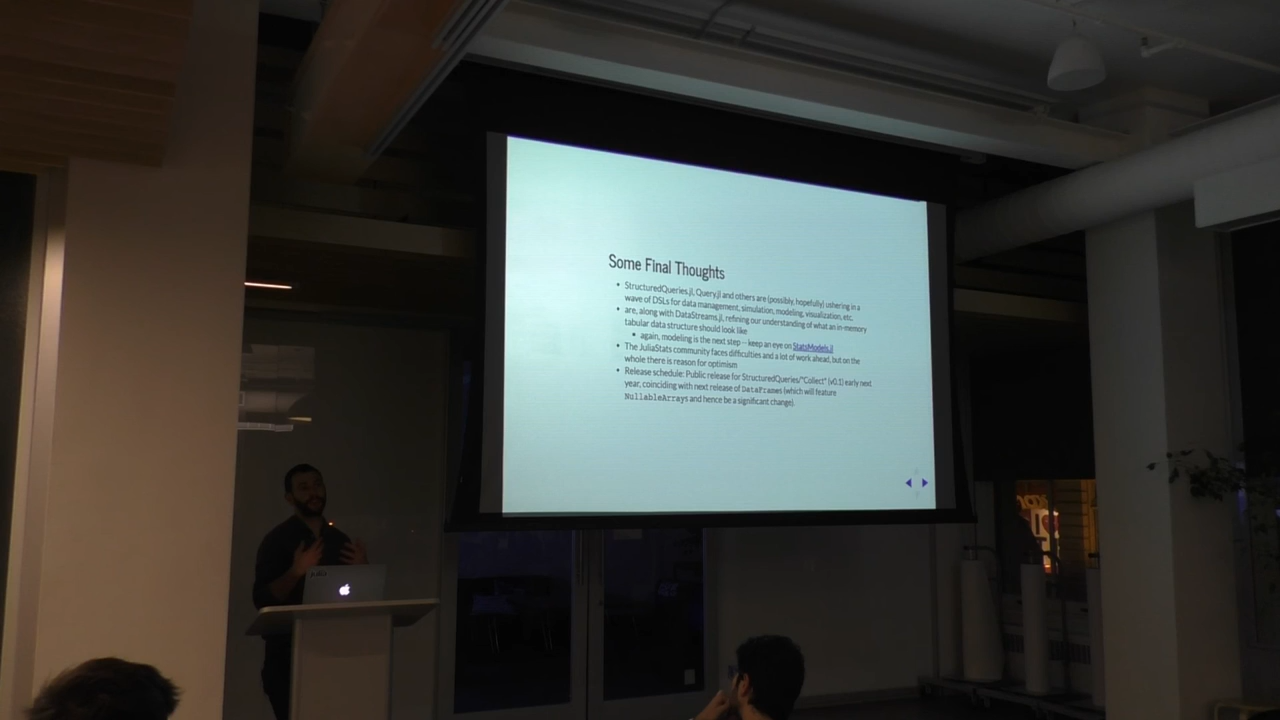 Some Final Thoughts
• StructuredQueries.jl, Query.jl and others are (possibly, hopefully) ushering in a
wave of DSLs for data management, simulation, modeling, visualization, etc.
• are, along with DataStreams.jl, refining our understanding of what an in-memory
tabular data structure should look like
• again, modeling is the next step -- keep an eye on StatsModels.jl
• The JuliaStats community faces difficulties and a lot of work ahead, but on the
whole there is reason for optimism
• Release schedule: Public release for StructuredQueries/"Collect" (v0.1) early next
year, coinciding with next release of DataFrames (which will feature
NullableArrays and hence be a significant change).
julia